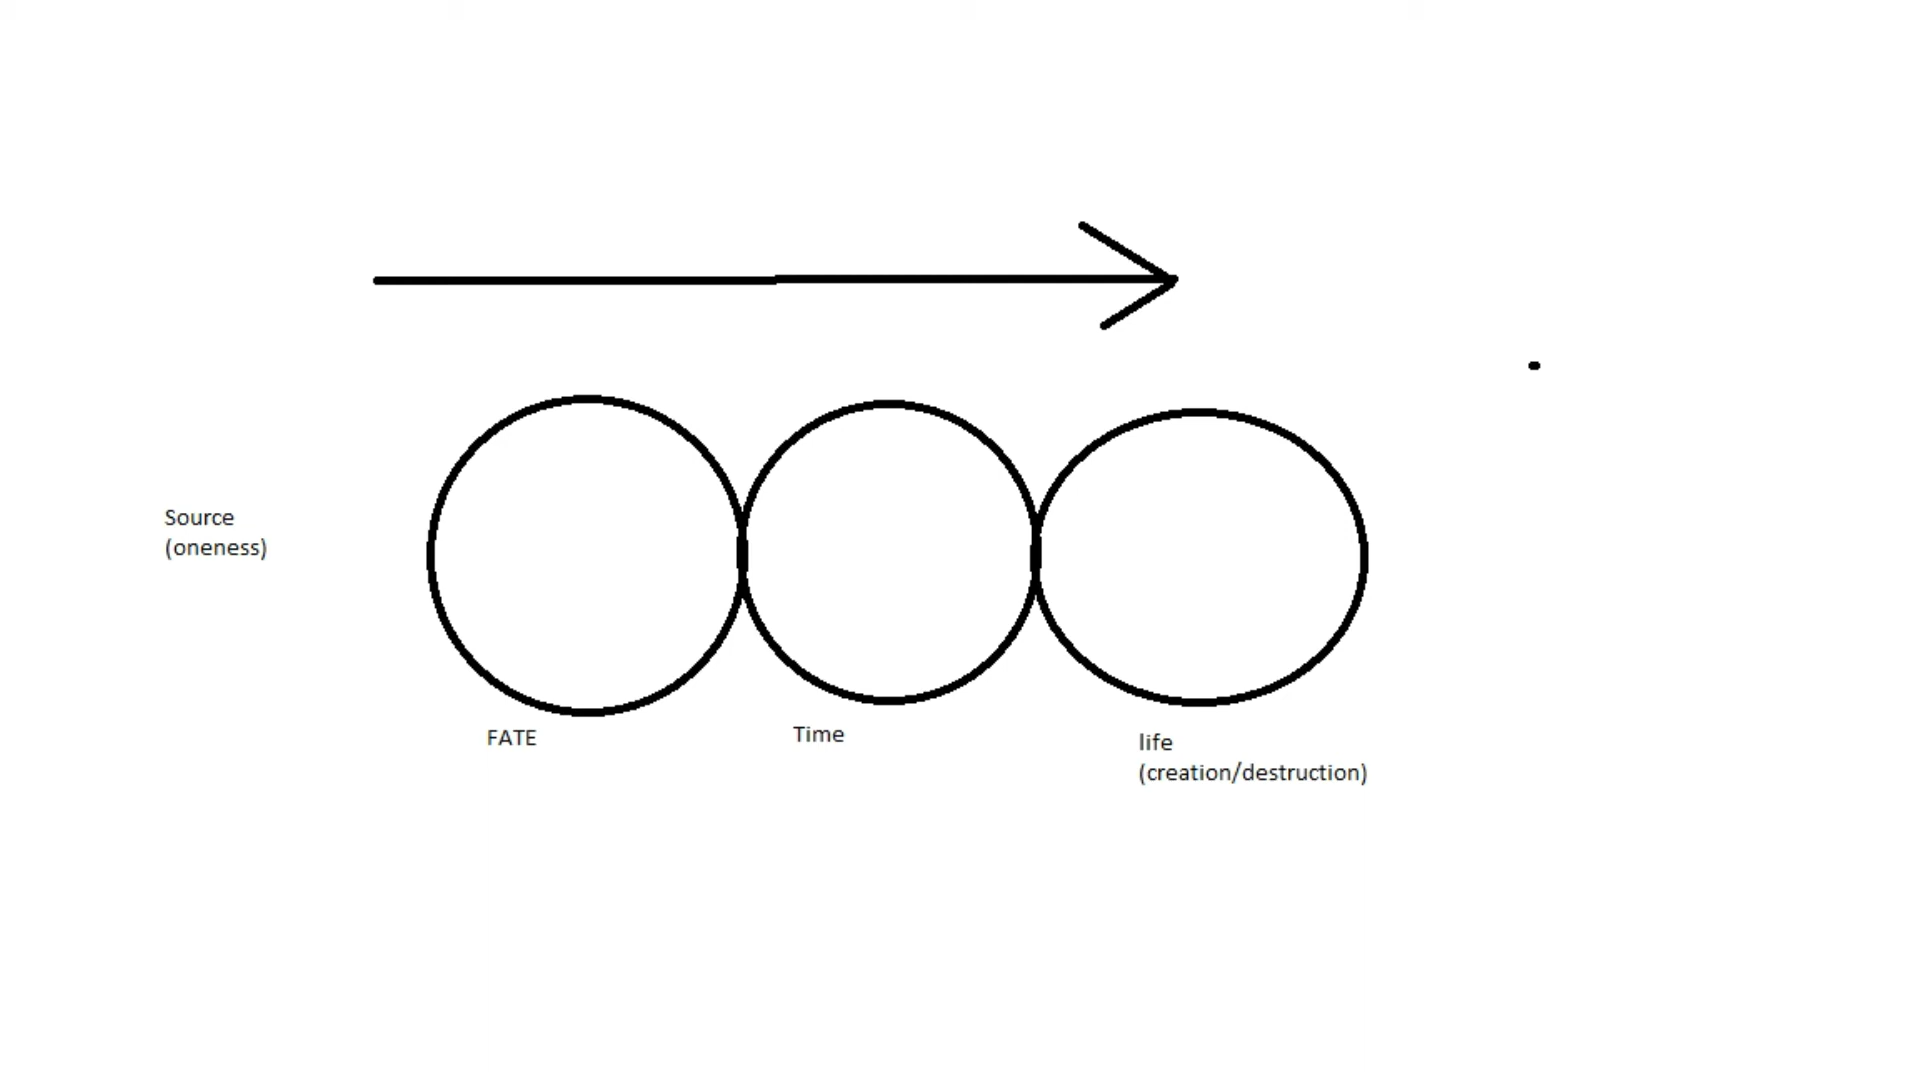 Source
(oneness)
FATE
Time
life
(creation/destruction)